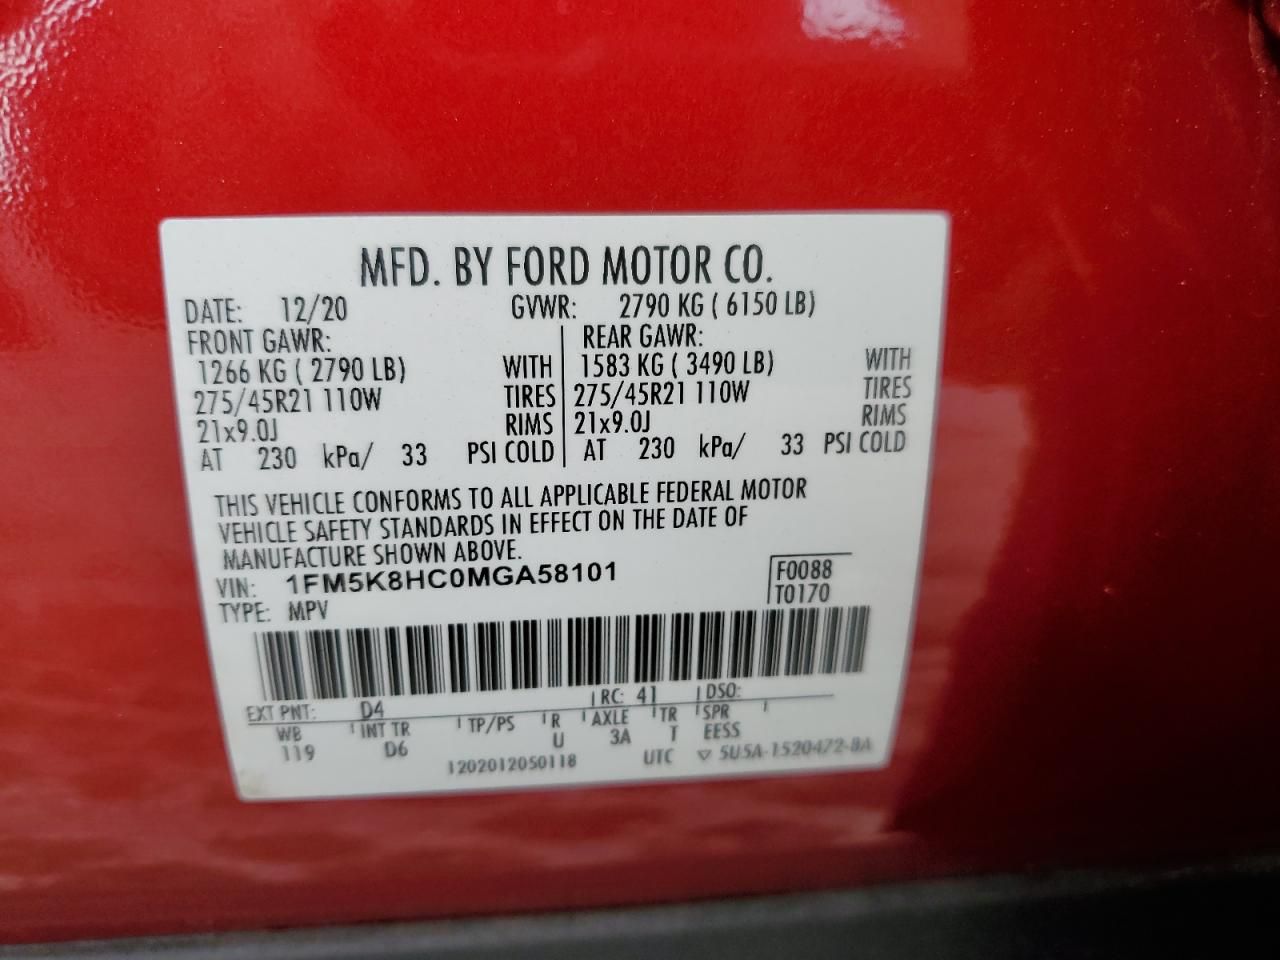 MFD. BY FORD MOTOR CO.
DATE: 12/20 GVWR: 2790 KG ( 6150 LB)
FRONT GAWR: REAR GAWR:
1266 KG ( 2790 LB) WITH 1583 KG ( 3490 LB) WITH
275/45R21 110W TIRES 275/45R21 110W TIRES
21x9.0J RIMS 21x9.0J RIMS
AT 230 kPa/ 33 PSI COLD AT 230 kPa/ 33 PSI COLD
THIS VEHICLE CONFORMS TO ALL APPLICABLE FEDERAL MOTOR
VEHICLE SAFETY STANDARDS IN EFFECT ON THE DATE OF
MANUFACTURE SHOWN ABOVE.
VIN: 1FM5K8HC0MGA58101 F0088
TYPE: MPV T0170
EXT PNT: D4 RC: 41 DSO:
WB INT TR TP/PS R AXLE TR SPR
119 D6 U 3A T EESS
1202012050118 UTC ▽ 5U5A-1520472-BA